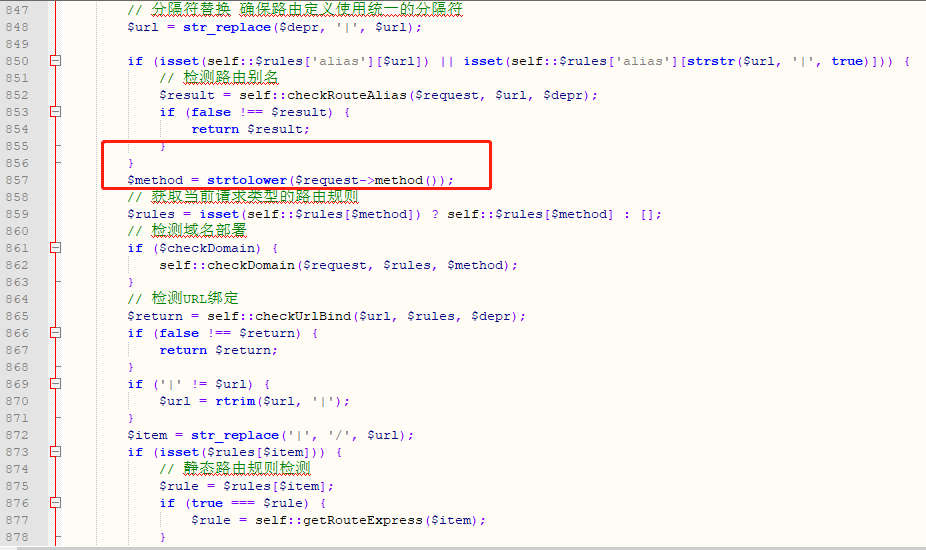 847 // 分隔符替换 确保路由定义使用统一的分隔符
848 $url = str_replace($depr, '|', $url);
849
850 if (isset(self::$rules['alias'][$url]) || isset(self::$rules['alias'][strstr($url, '|', true)])) {
851 // 检测路由别名
852 $result = self::checkRouteAlias($request, $url, $depr);
853 if (false !== $result) {
854 return $result;
855 }
856 }
857 $method = strtolower($request->method());
858 // 获取当前请求类型的路由规则
859 $rules = isset(self::$rules[$method]) ? self::$rules[$method] : [];
860 // 检测域名部署
861 if ($checkDomain) {
862 self::checkDomain($request, $rules, $method);
863 }
864 // 检测URL绑定
865 $return = self::checkUrlBind($url, $rules, $depr);
866 if (false !== $return) {
867 return $return;
868 }
869 if ('|' != $url) {
870 $url = rtrim($url, '|');
871 }
872 $item = str_replace('|', '/', $url);
873 if (isset($rules[$item])) {
874 // 静态路由规则检测
875 $rule = $rules[$item];
876 if (true === $rule) {
877 $rule = self::getRouteExpress($item);
878 }